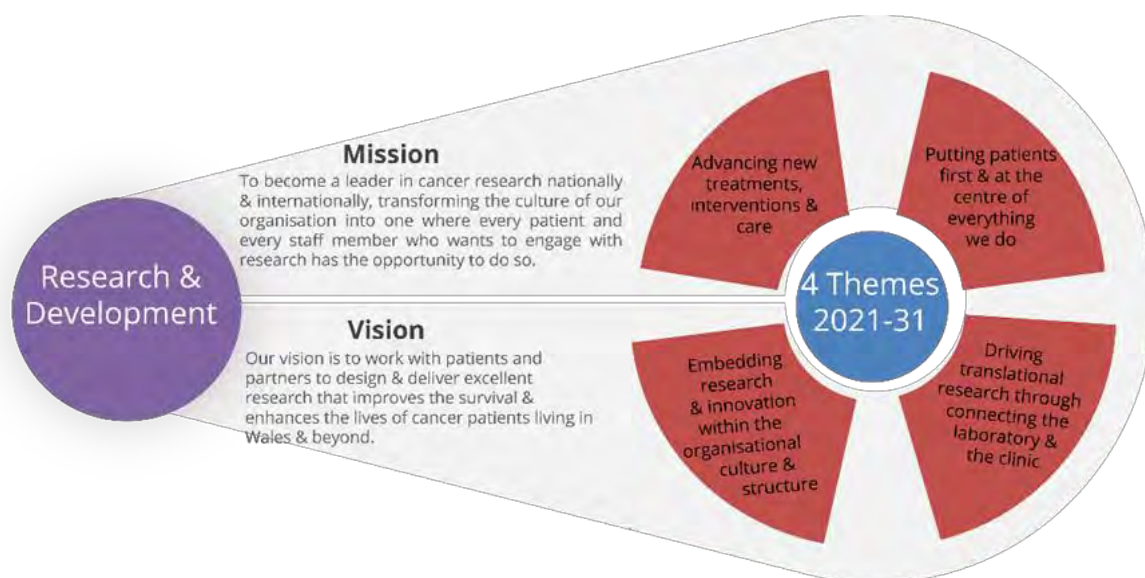 Research &
Development
Mission
To become a leader in cancer research nationally
& internationally, transforming the culture of our
organisation into one where every patient and
every staff member who wants to engage with
research has the opportunity to do so.
Vision
Our vision is to work with patients and
partners to design & deliver excellent
research that improves the survival &
enhances the lives of cancer patients living in
Wales & beyond.
4 Themes
2021-31
Advancing new
treatments,
interventions &
care
Putting patients
first & at the
centre of
everything
we do
Embedding
research
& innovation
within the
organisational
culture &
structure
Driving
translational
research through
connecting the
laboratory &
the clinic